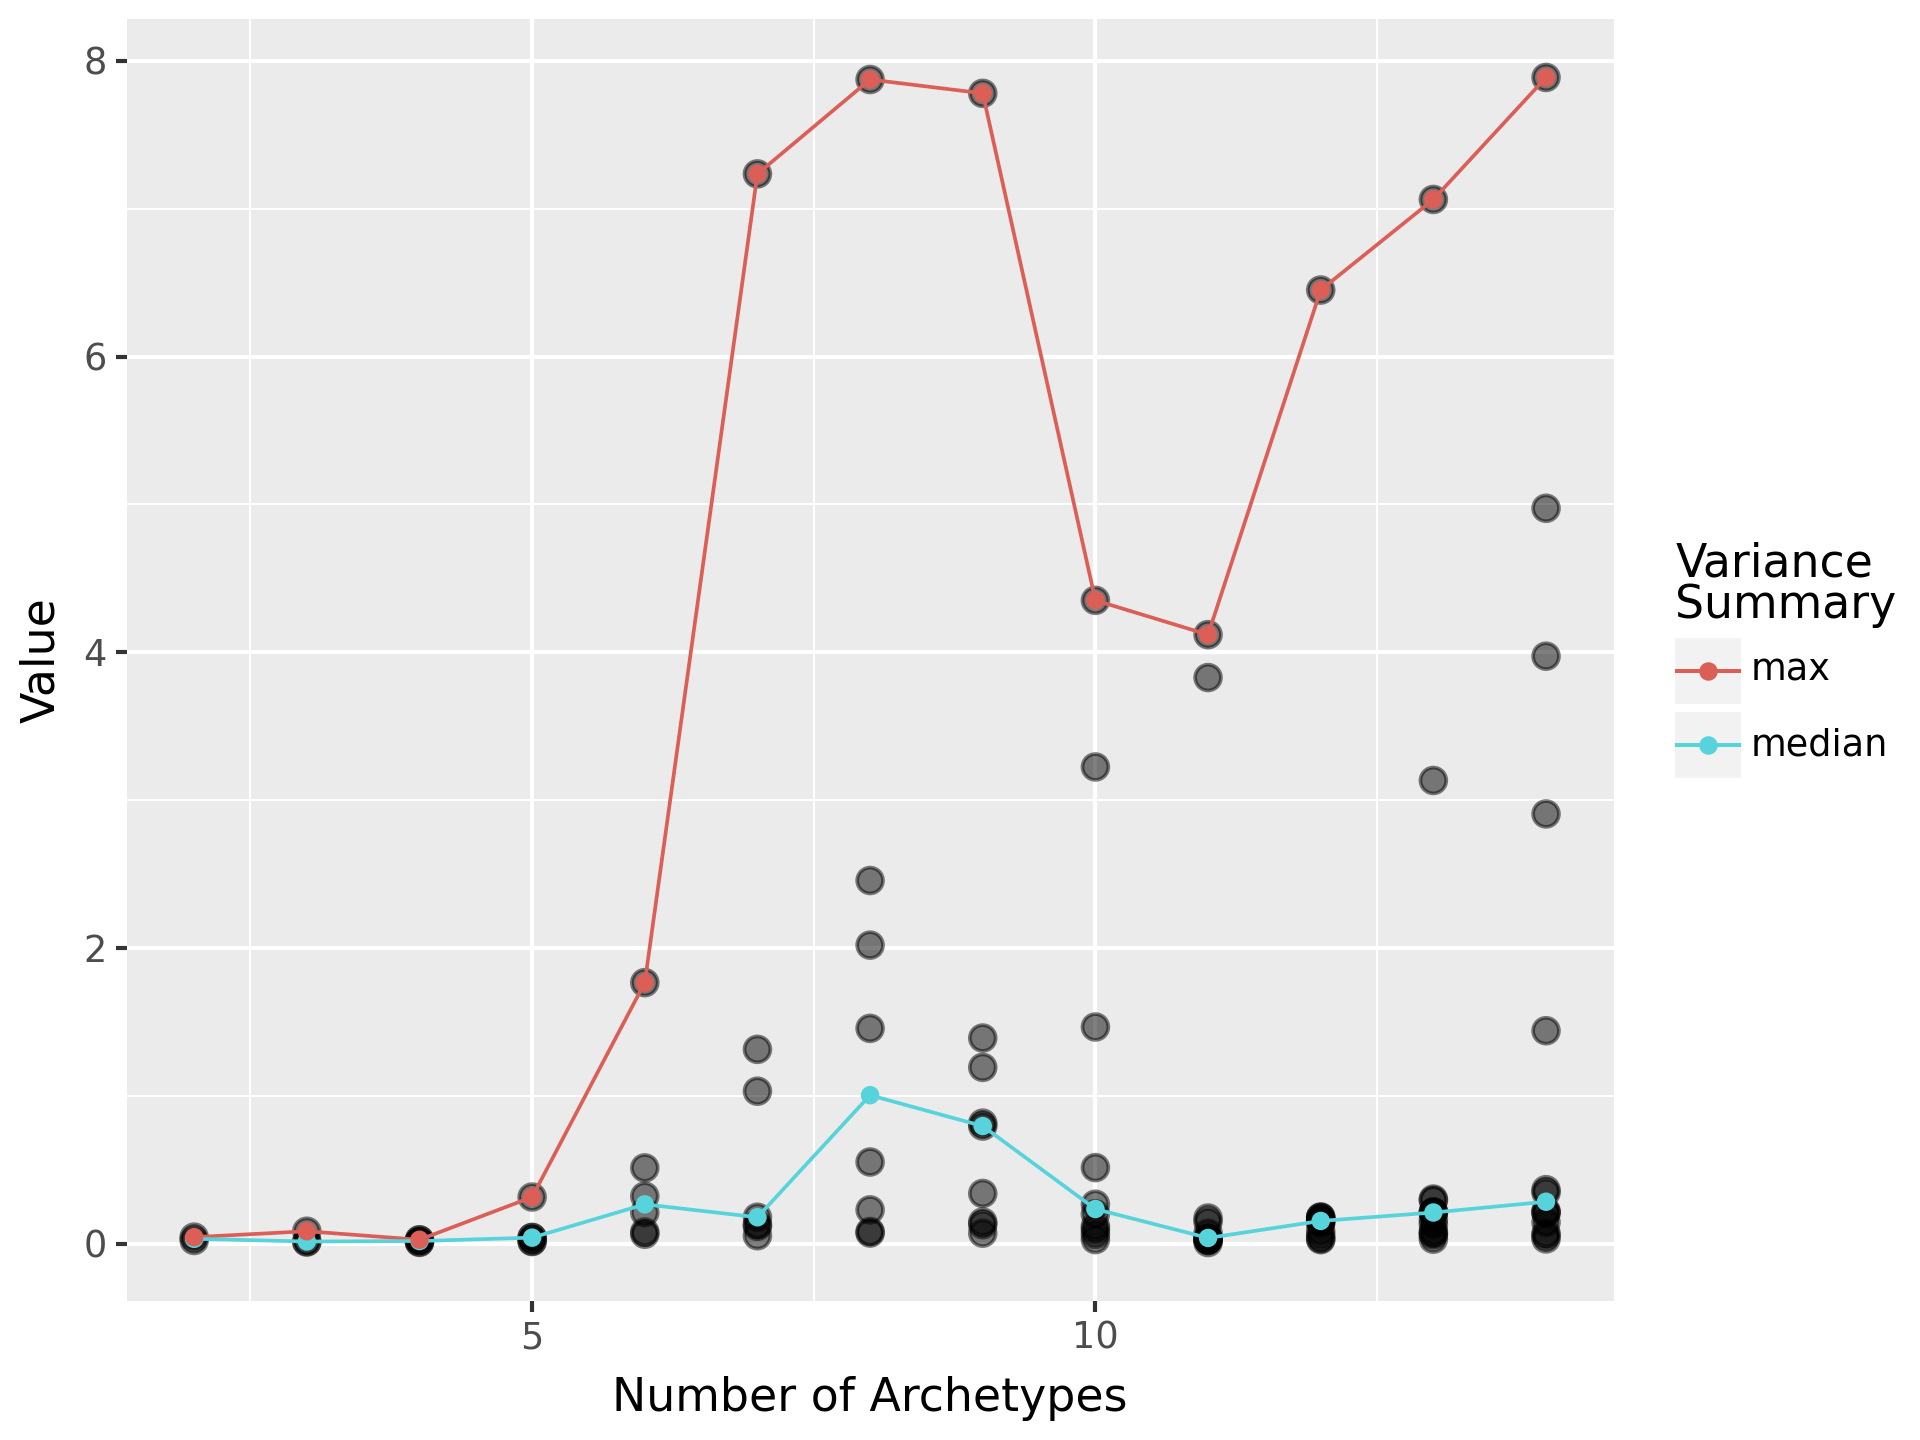 8
6
4
2
0
Value
5
10
Number of Archetypes
Variance
Summary
max
median